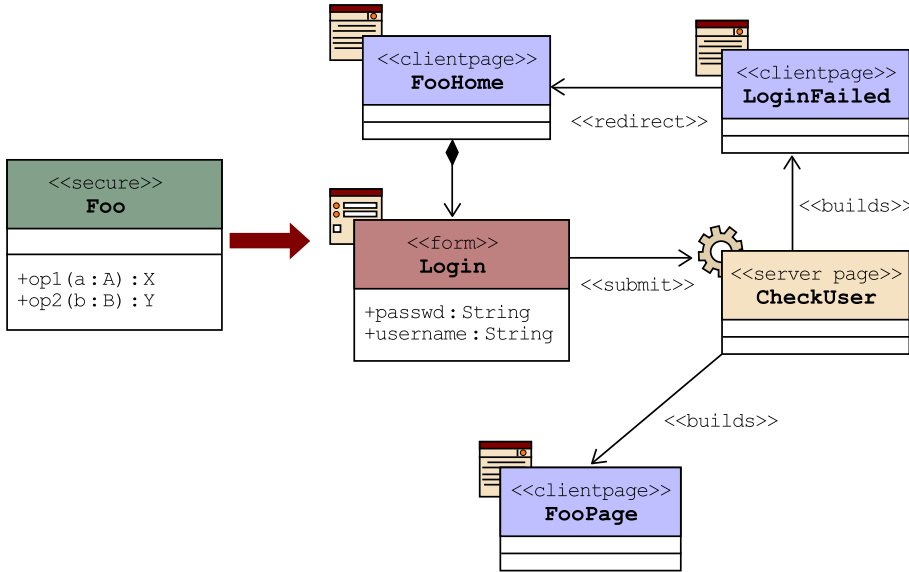 <<clientpage>>
FooHome
<<clientpage>>
LoginFailed
<<redirect>>
<<secure>>
Foo
+op1(a:A):X
+op2(b:B):Y
<<builds>>
<<form>>
Login
+passwd:String
+username:String
<<submit>>
<<server page>>
CheckUser
<<builds>>
<<clientpage>>
FooPage